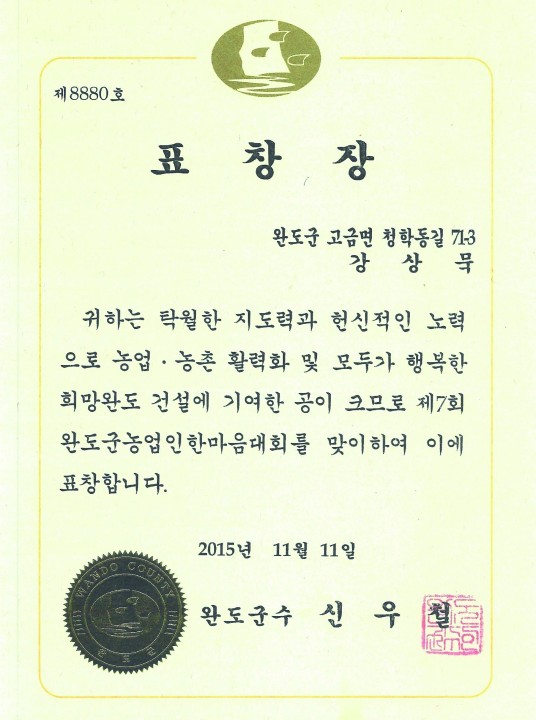 제8880호
표 창 장
완도군 고금면 청학동길 71-3
강 상 묵
귀하는 탁월한 지도력과 헌신적인 노력
으로 농업 · 농촌 활력화 및 모두가 행복한
희망완도 건설에 기여한 공이 크므로 제7회
완도군농업인한마음대회를 맞이하여 이에
표창합니다.
2015년 11월 11일
WANDO COUNTY
완도군
완도군수 신 우 철